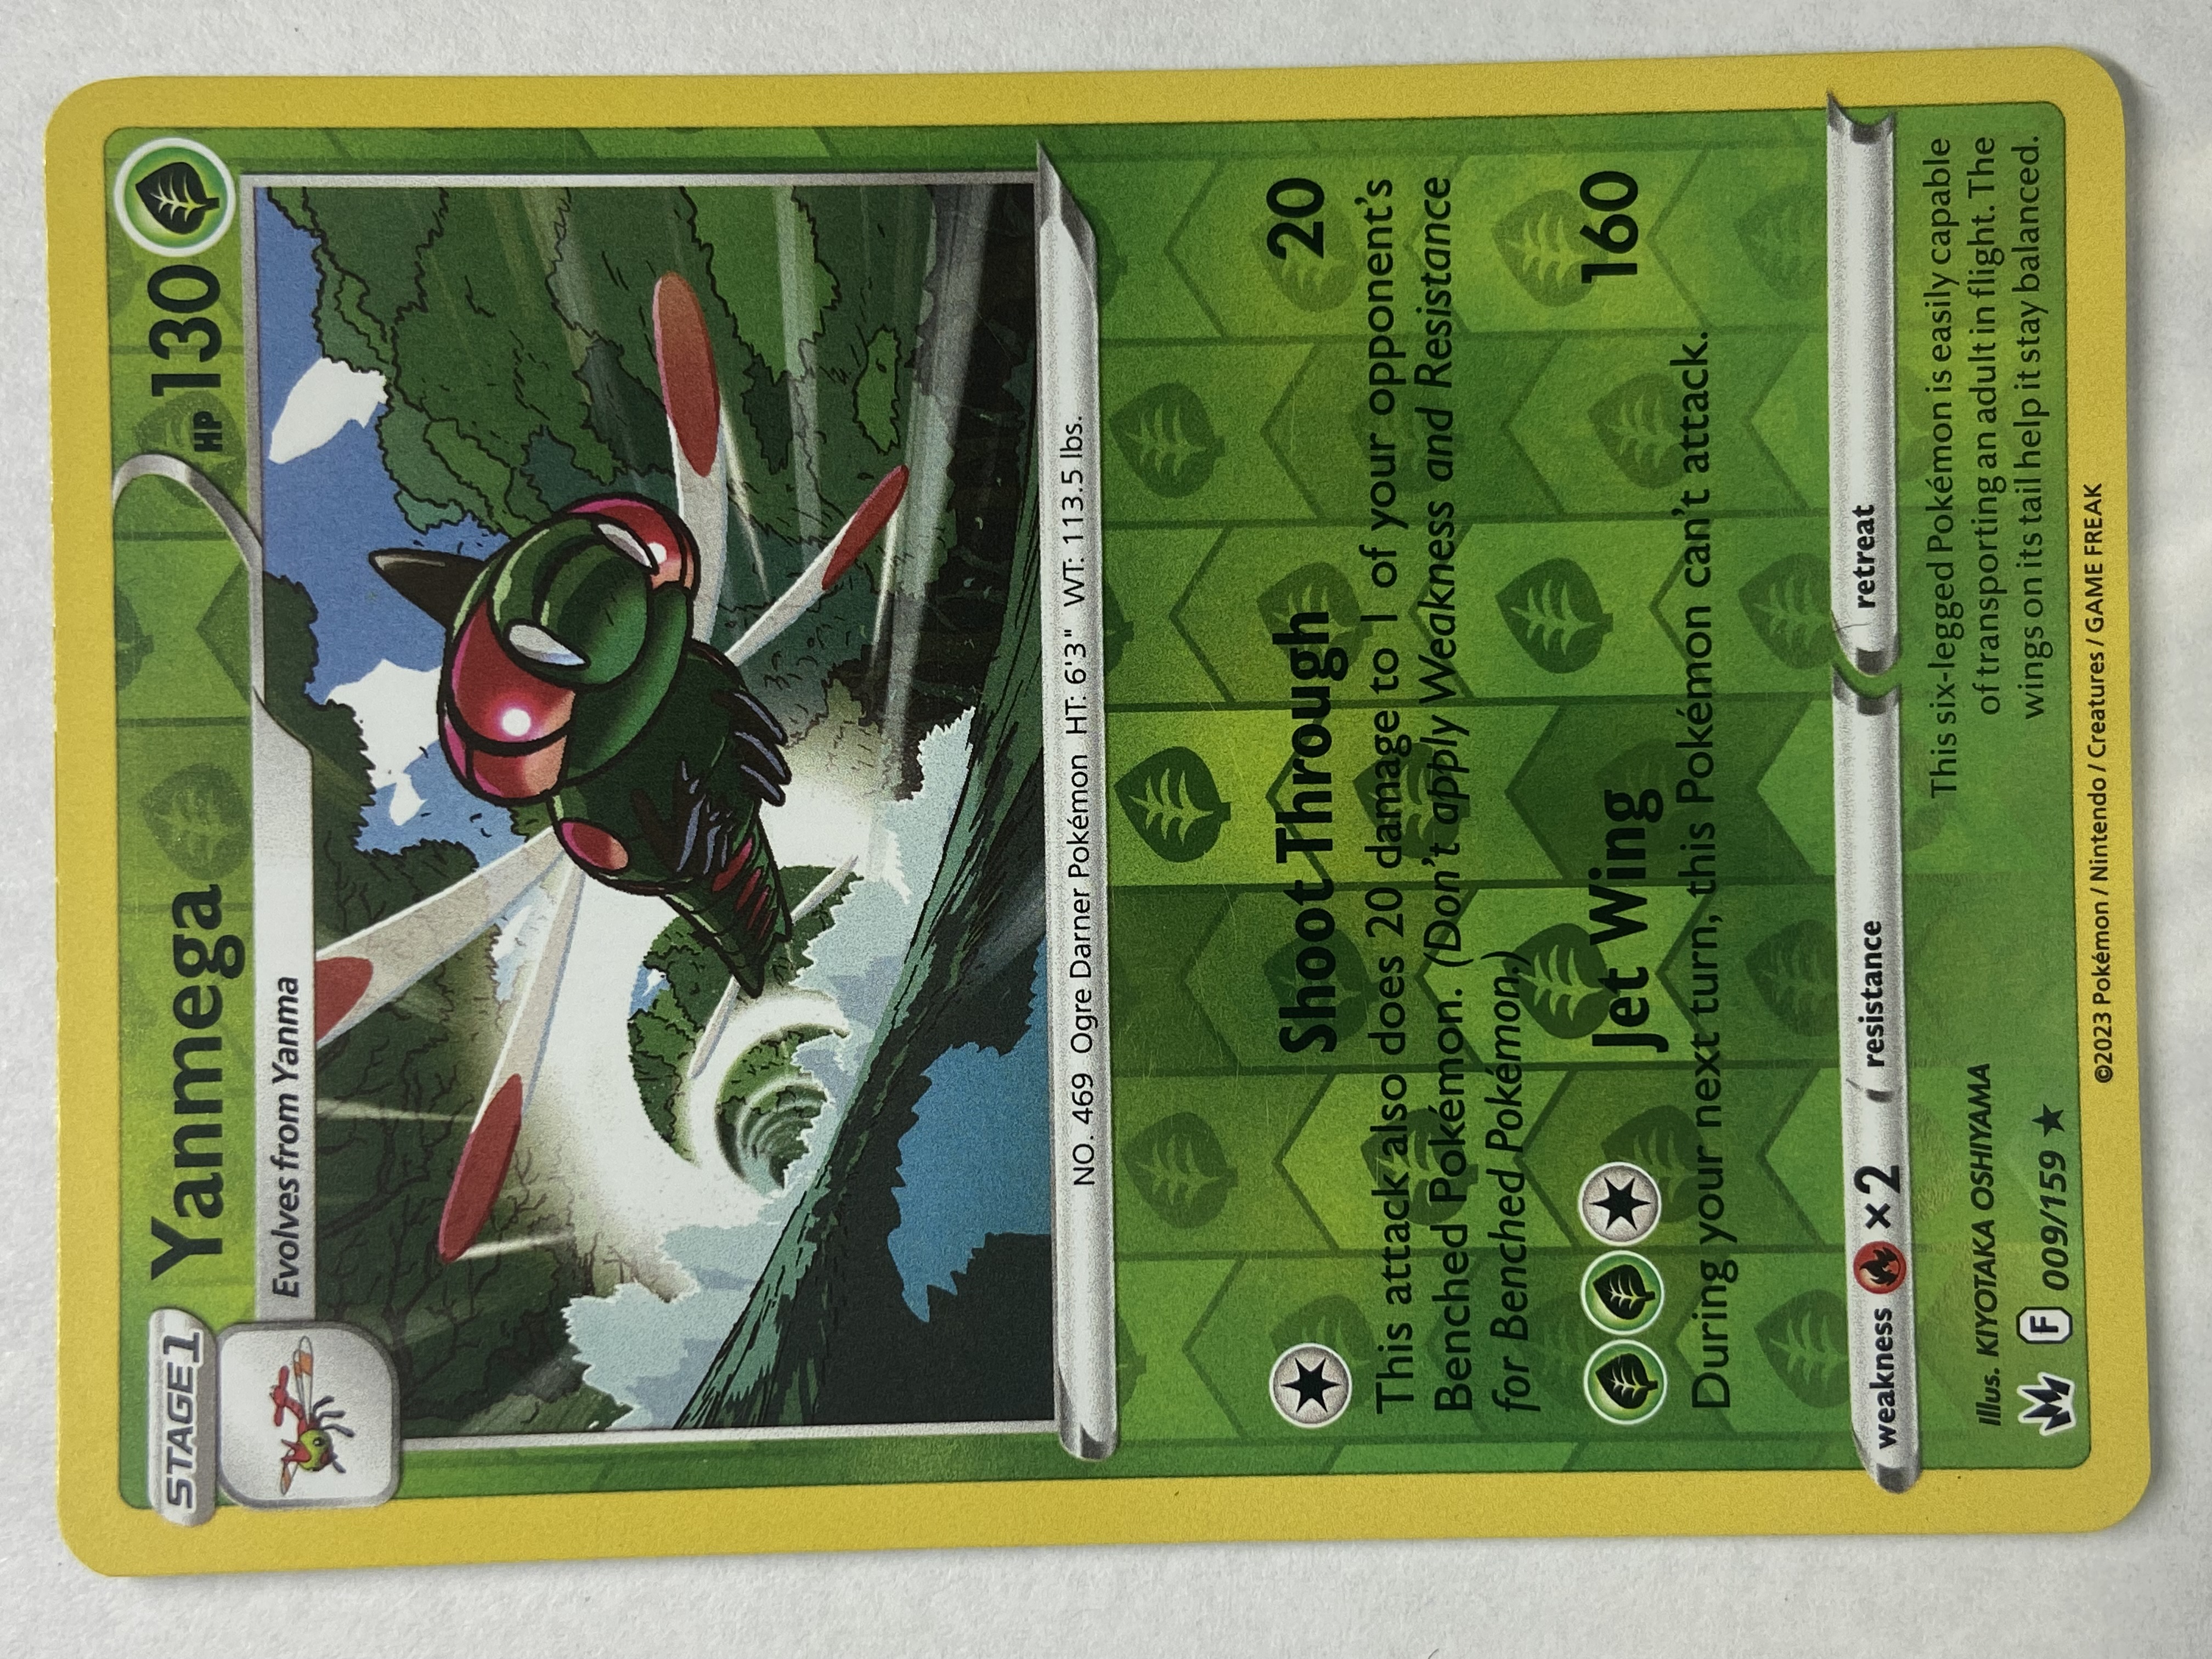 STAGE 1
Yanmega
HP 130
Evolves from Yanma
NO. 469 Ogre Darner Pokémon HT: 6'3" WT: 113.5 lbs.
Shoot Through 20
This attack also does 20 damage to 1 of your opponent's
Benched Pokémon. (Don't apply Weakness and Resistance
for Benched Pokémon.)
Jet Wing 160
During your next turn, this Pokémon can't attack.
weakness ×2 resistance retreat
Illus. KIYOTAKA OSHIYAMA
F 009/159 ★
This six-legged Pokémon is easily capable
of transporting an adult in flight. The
wings on its tail help it stay balanced.
©2023 Pokémon / Nintendo / Creatures / GAME FREAK